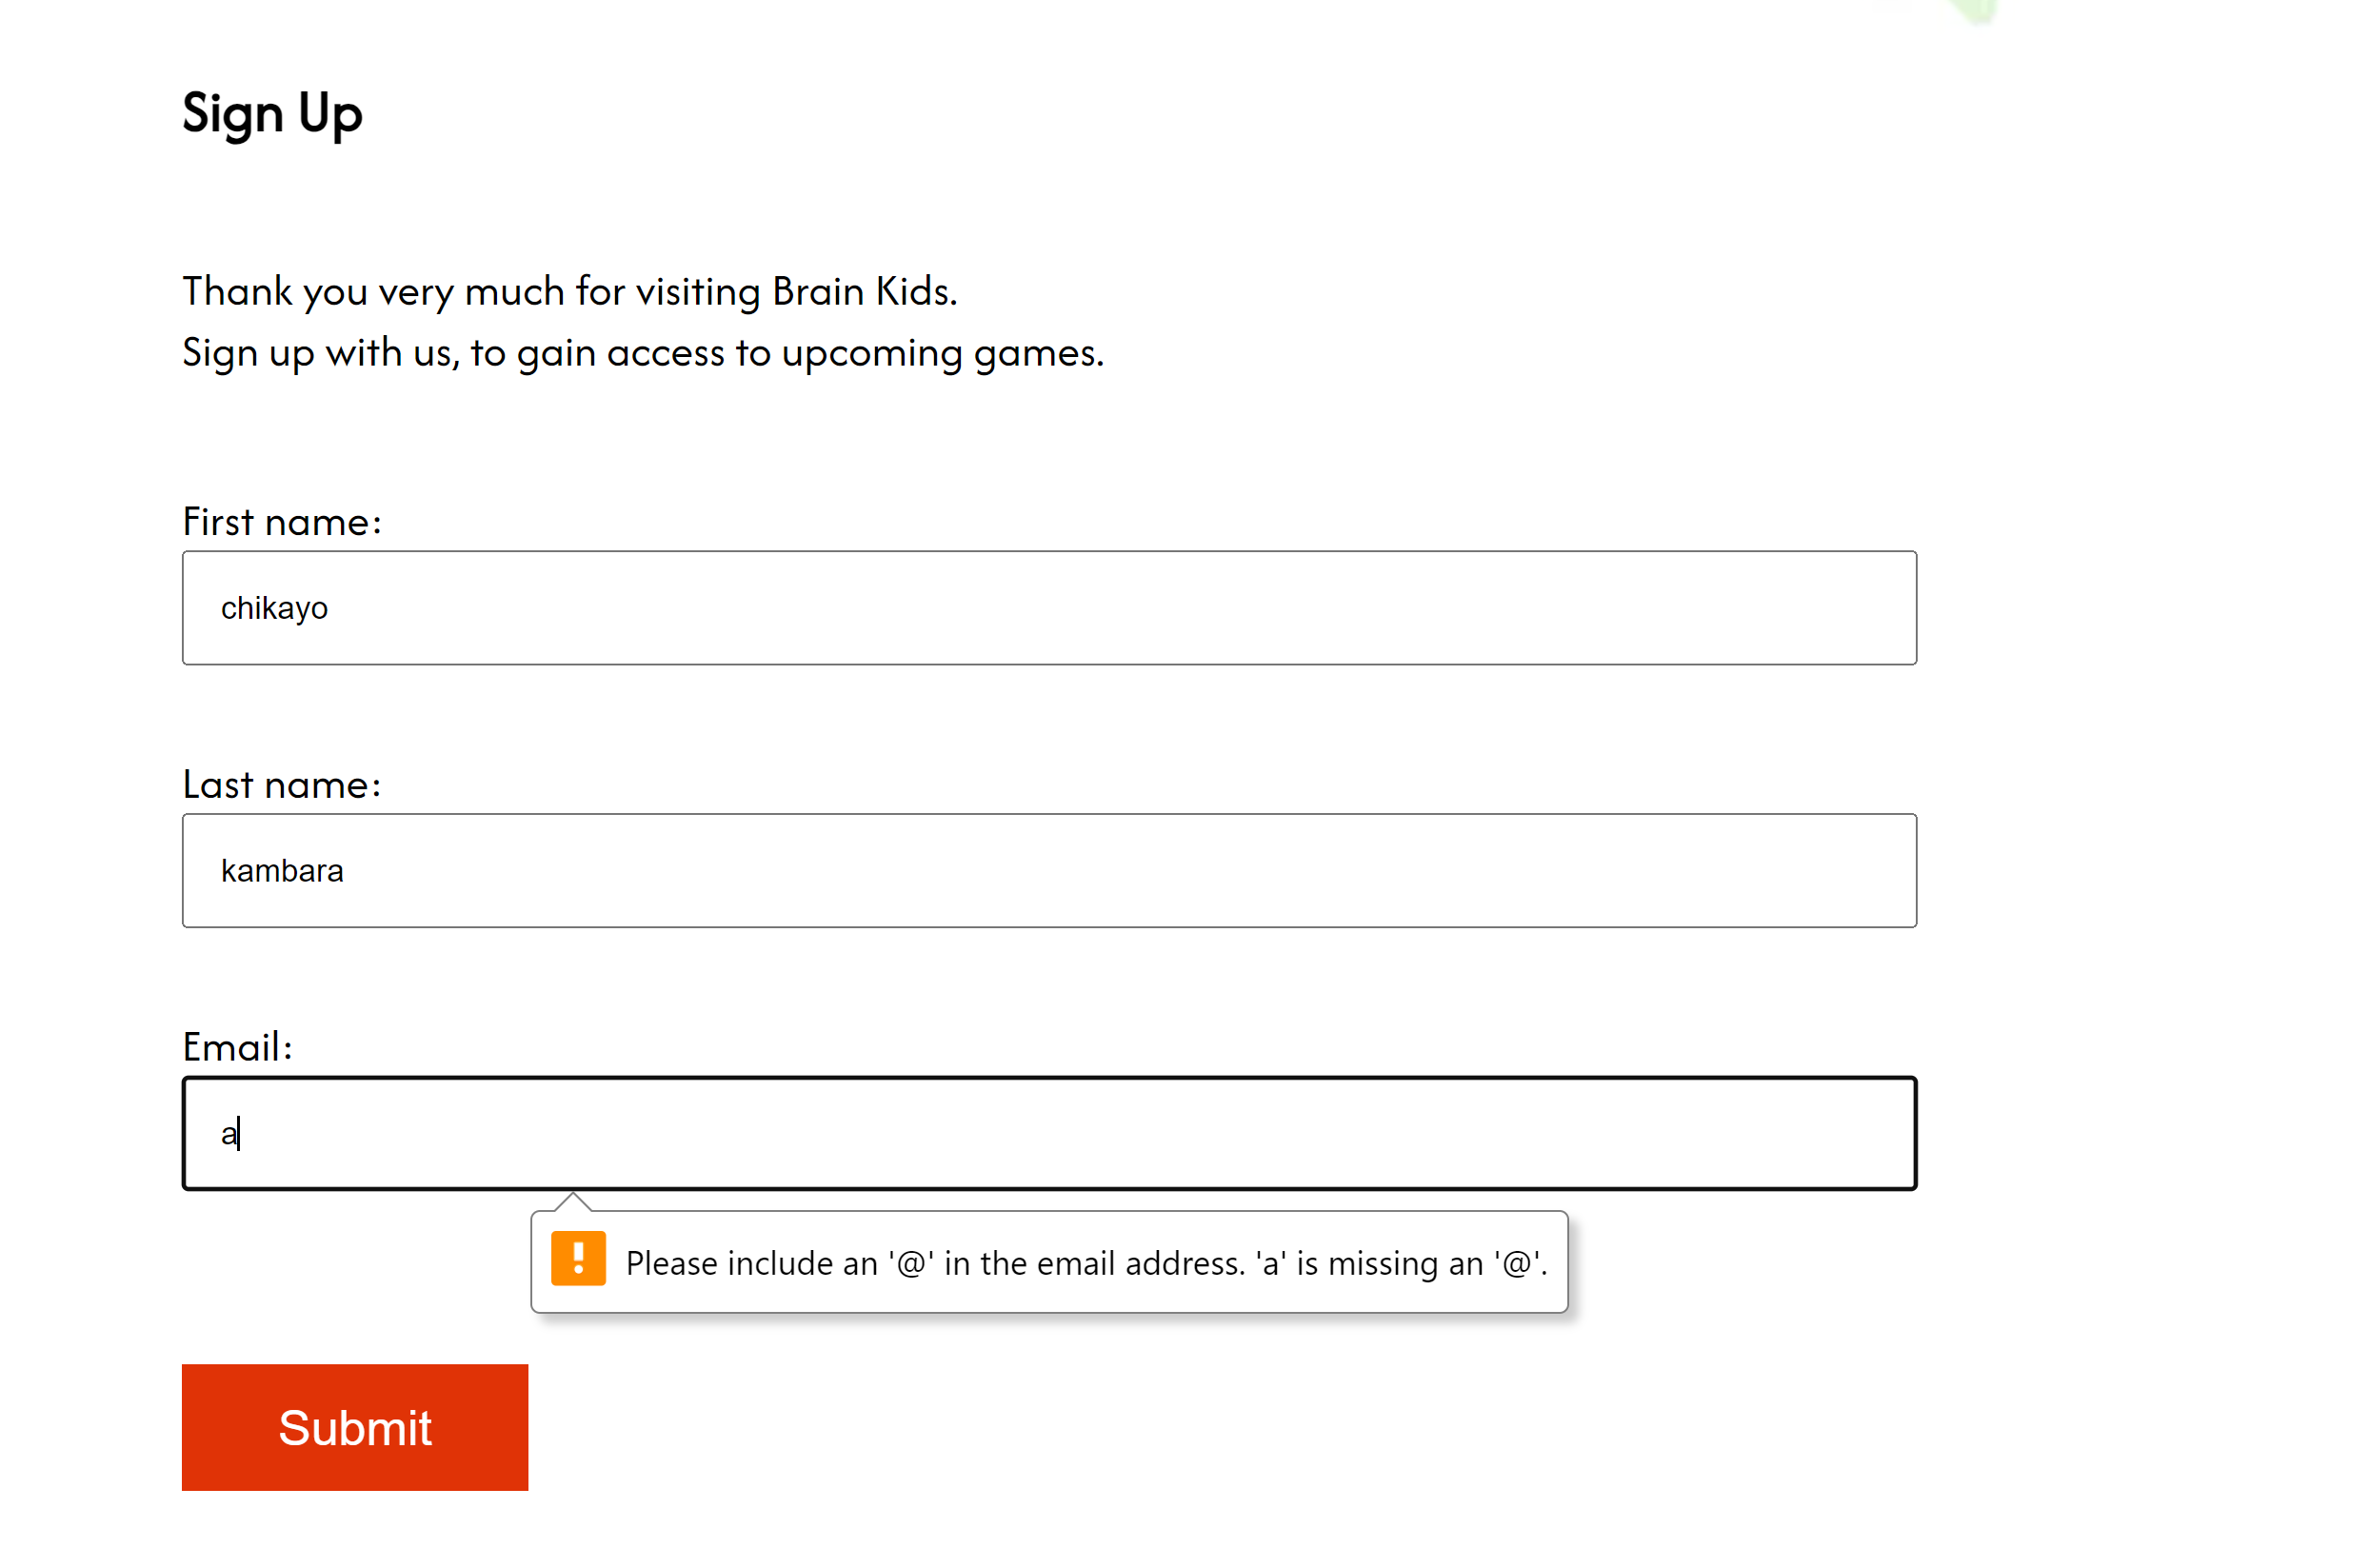 Sign Up
Thank you very much for visiting Brain Kids.
Sign up with us, to gain access to upcoming games.
First name:
chikayo
Last name:
kambara
Email:
a
Please include an '@' in the email address. 'a' is missing an '@'.
Submit